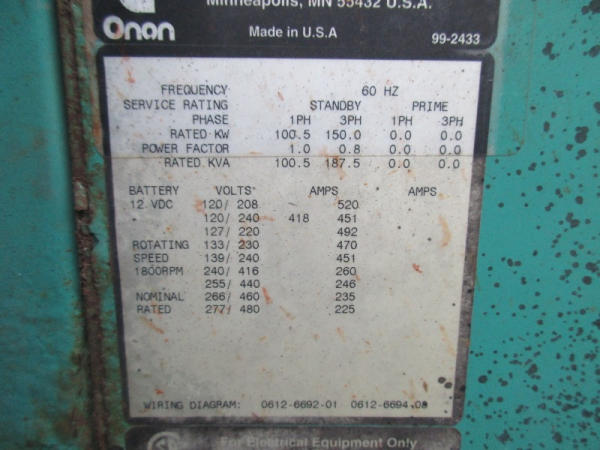 Minneapolis, MN 55432 U.S.A.
Onan Made in U.S.A 99-2433
FREQUENCY 60 HZ
SERVICE RATING STANDBY PRIME
PHASE 1PH 3PH 1PH 3PH
RATED KW 100.5 150.0 0.0 0.0
POWER FACTOR 1.0 0.8 0.0 0.0
RATED KVA 100.5 187.5 0.0 0.0
BATTERY VOLTS AMPS AMPS
12 VDC 120/ 208 520
120/ 240 418 451
127/ 220 492
ROTATING 133/ 230 470
SPEED 139/ 240 451
1800RPM 240/ 416 260
255/ 440 246
NOMINAL 266/ 460 235
RATED 277/ 480 225
WIRING DIAGRAM: 0612-6692-01 0612-6694-08
For Electrical Equipment Only